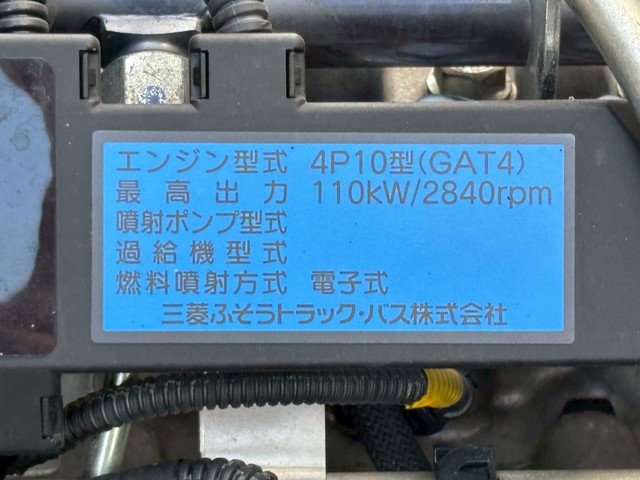 エンジン型式 4P10型(GAT4)
最高出力 110kW/2840rpm
噴射ポンプ型式
過給機型式
燃料噴射方式 電子式
三菱ふそうトラック・バス株式会社